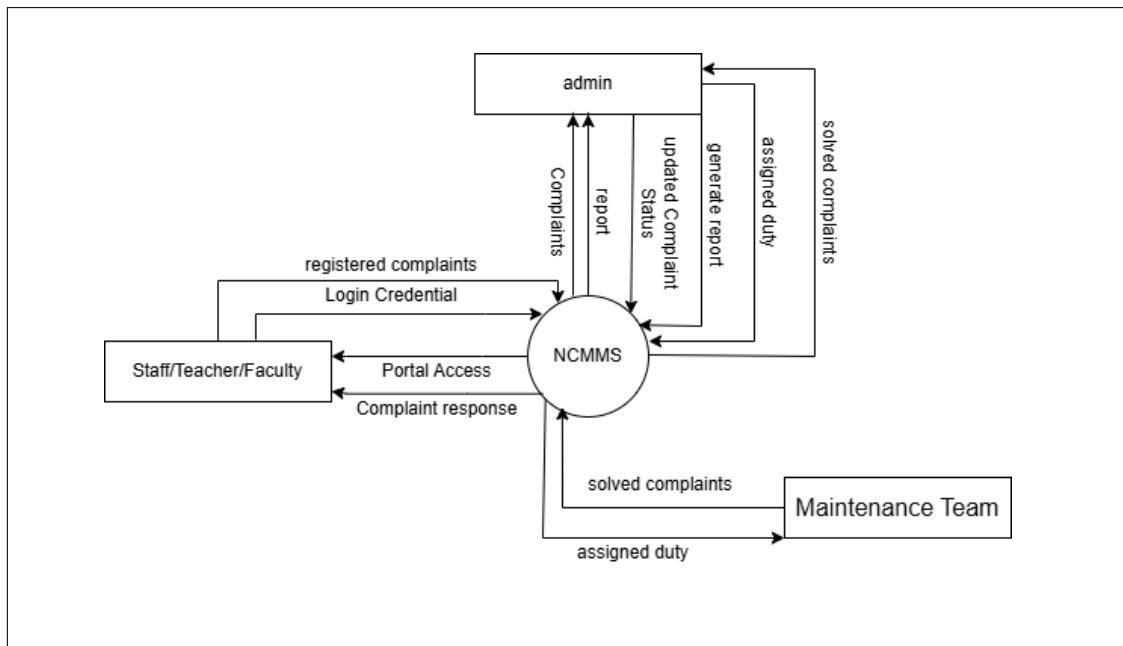 admin
Complaints
report
updated Complaint
Status
generate report
assigned duty
solved complaints
registered complaints
Login Credential
Staff/Teacher/Faculty
NCMMS
Portal Access
Complaint response
solved complaints
Maintenance Team
assigned duty